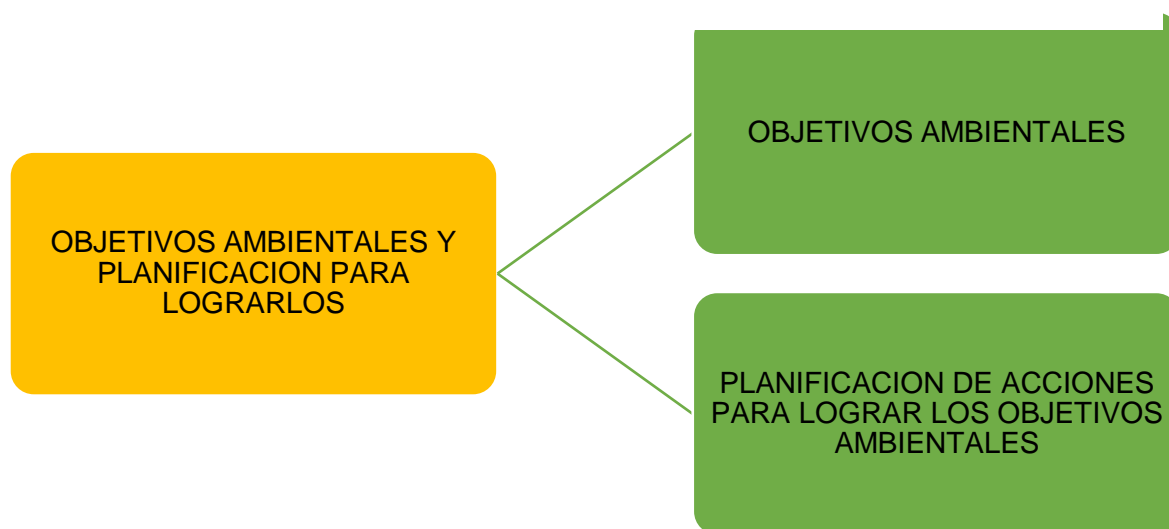 OBJETIVOS AMBIENTALES Y
PLANIFICACION PARA
LOGRARLOS
OBJETIVOS AMBIENTALES
PLANIFICACION DE ACCIONES
PARA LOGRAR LOS OBJETIVOS
AMBIENTALES